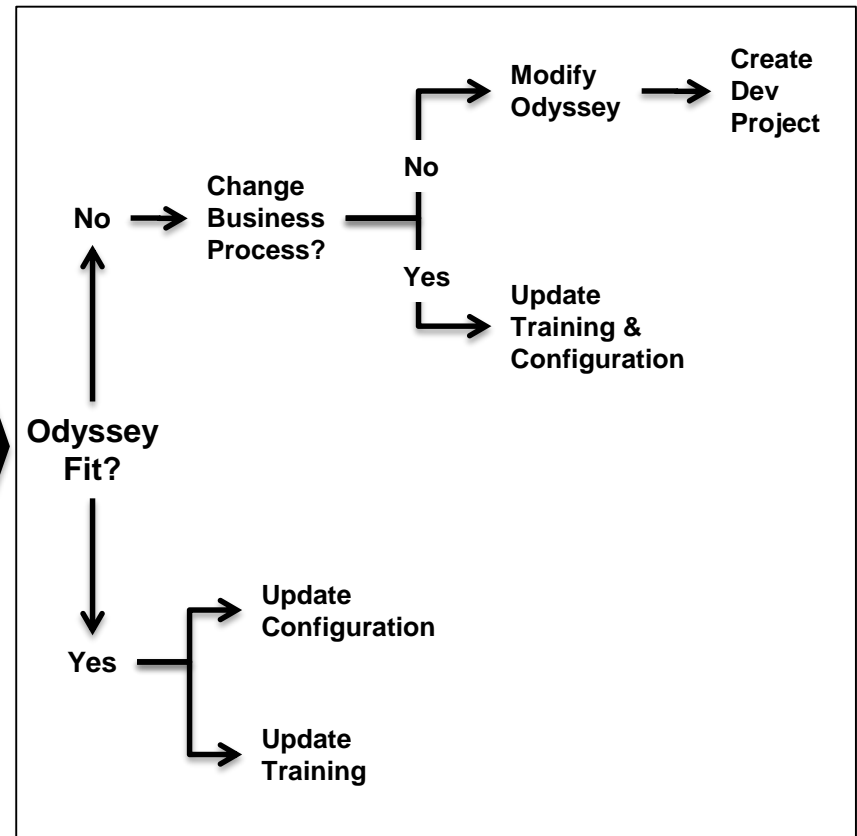 Create
Dev
Project
Modify
Odyssey
No
Change
Business
Process?
No
Yes
Update
Training &
Configuration
Odyssey
Fit?
Update
Configuration
Yes
Update
Training